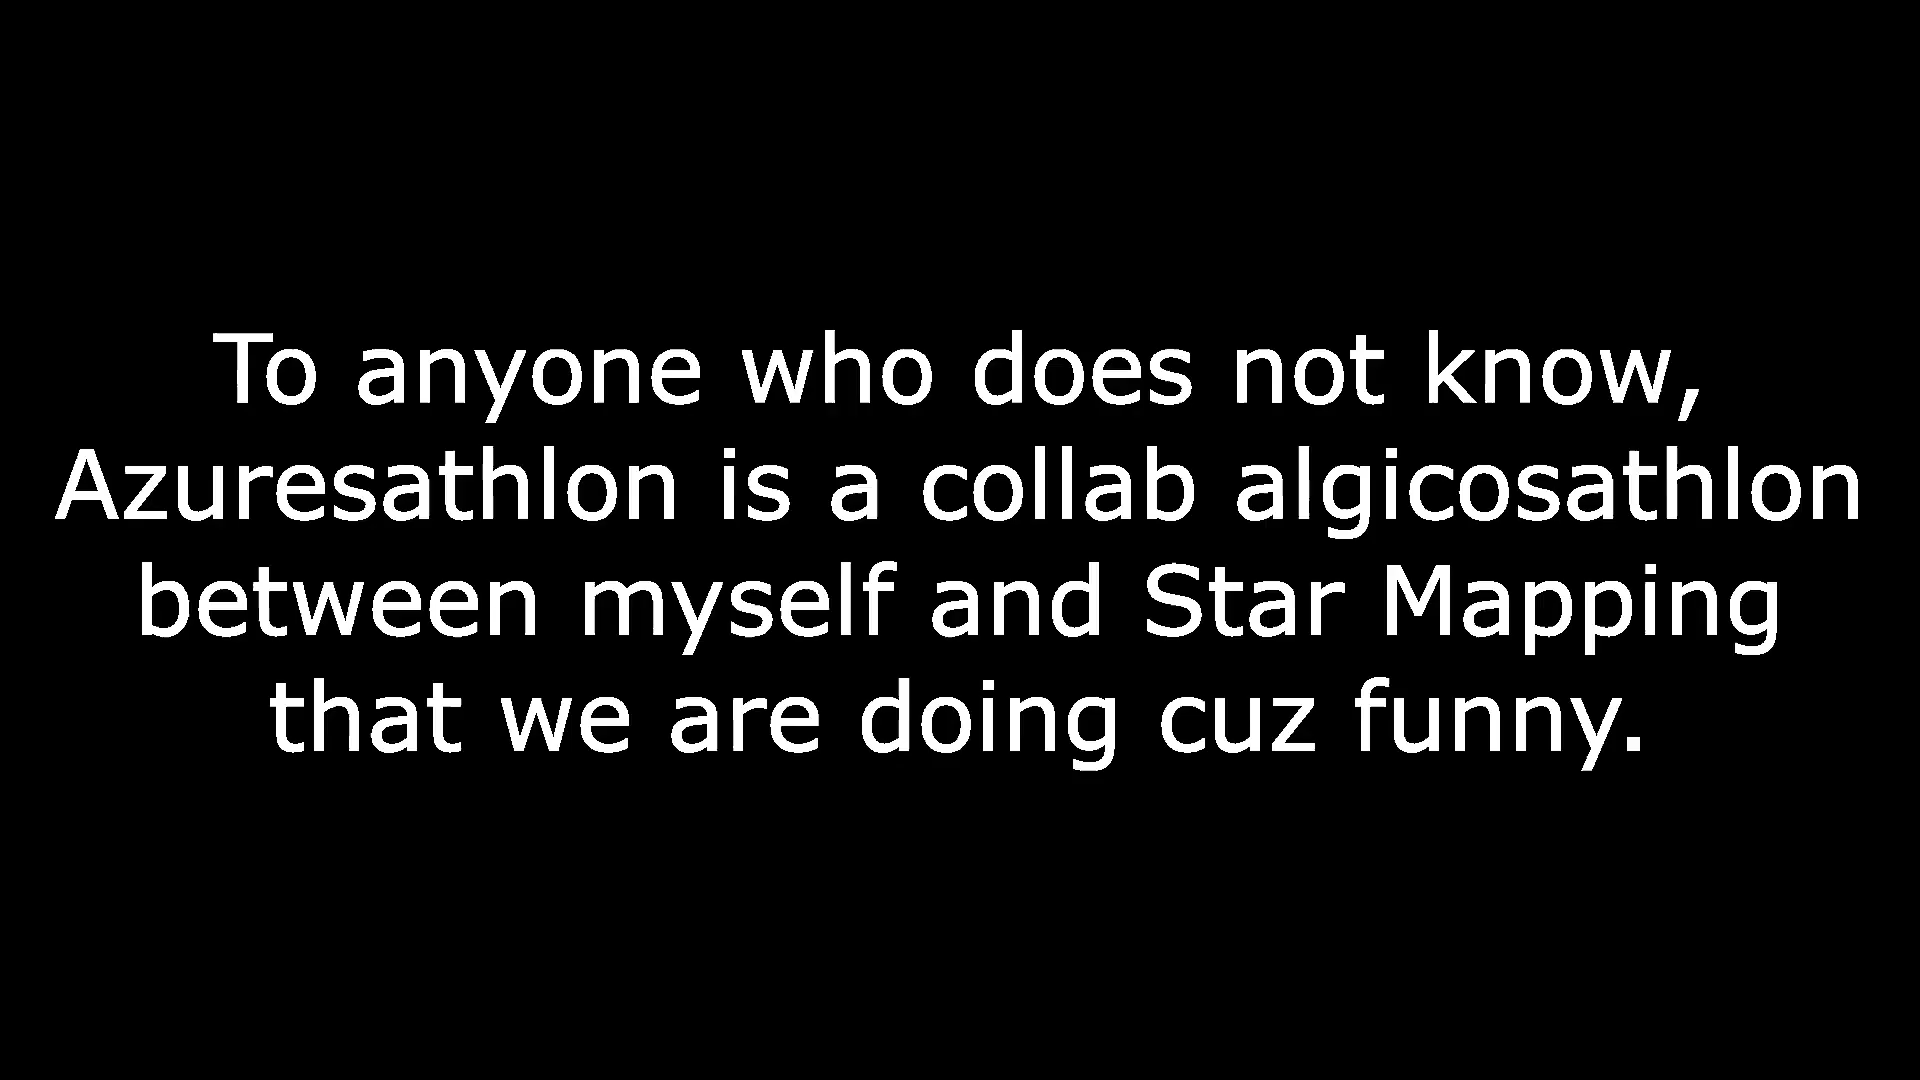 To anyone who does not know,
Azuresathlon is a collab algicosathlon
between myself and Star Mapping
that we are doing cuz funny.